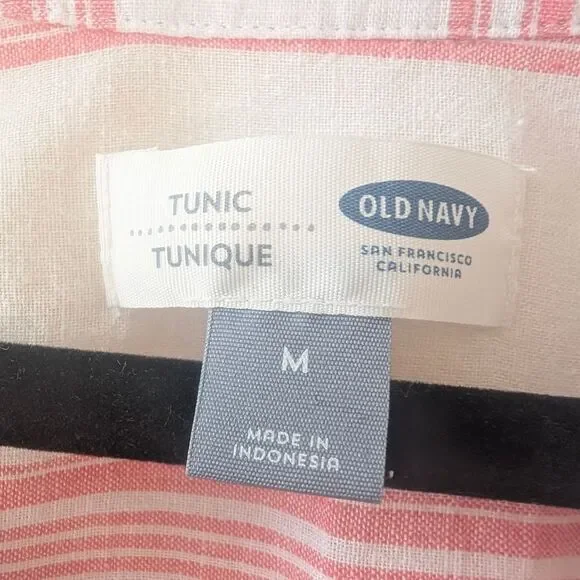 TUNIC
TUNIQUE
OLD NAVY
SAN FRANCISCO
CALIFORNIA
M
MADE IN
INDONESIA